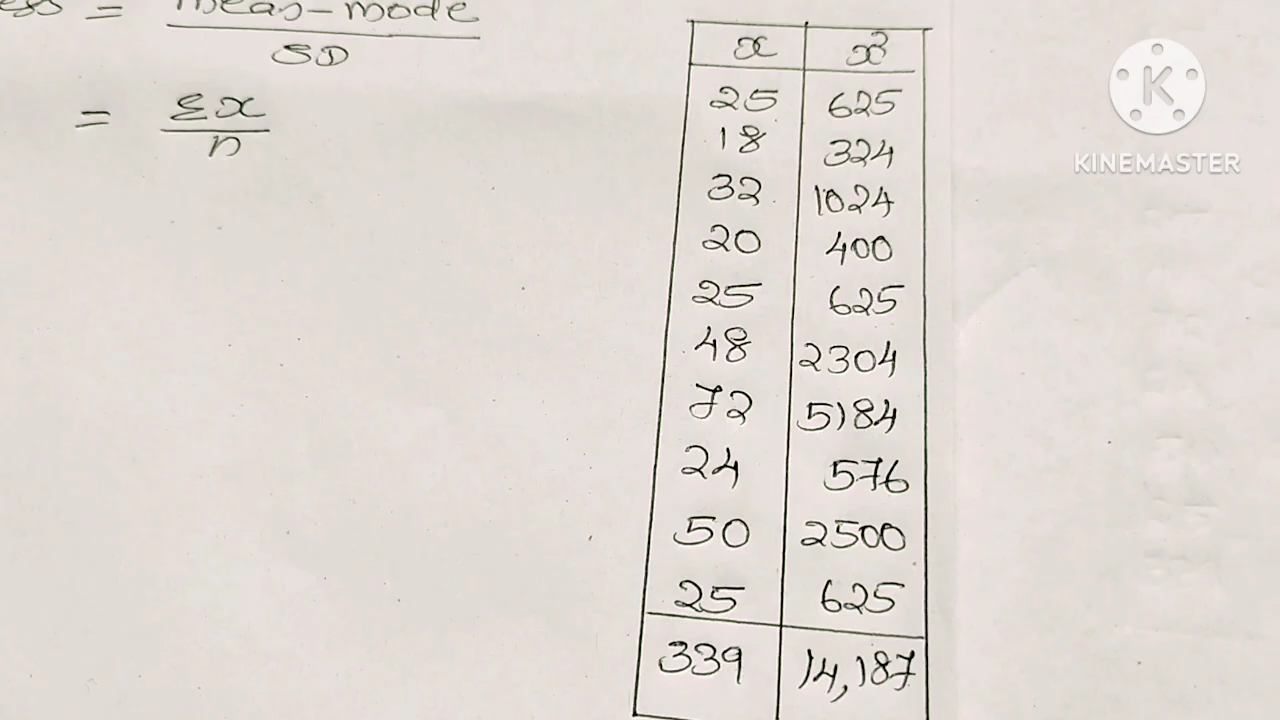 = mean-mode
SD
= Σx
n
x x²
25 625
18 324
32 1024
20 400
25 625
48 2304
72 5184
24 576
50 2500
25 625
339 14,187
K
KINEMASTER